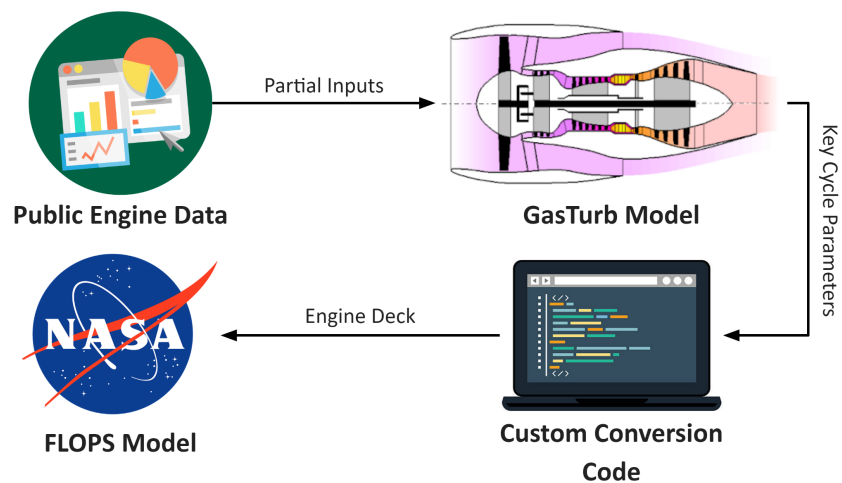 Partial Inputs
Public Engine Data
GasTurb Model
Key Cycle Parameters
NASA
Engine Deck
</>
</>
FLOPS Model
Custom Conversion
Code